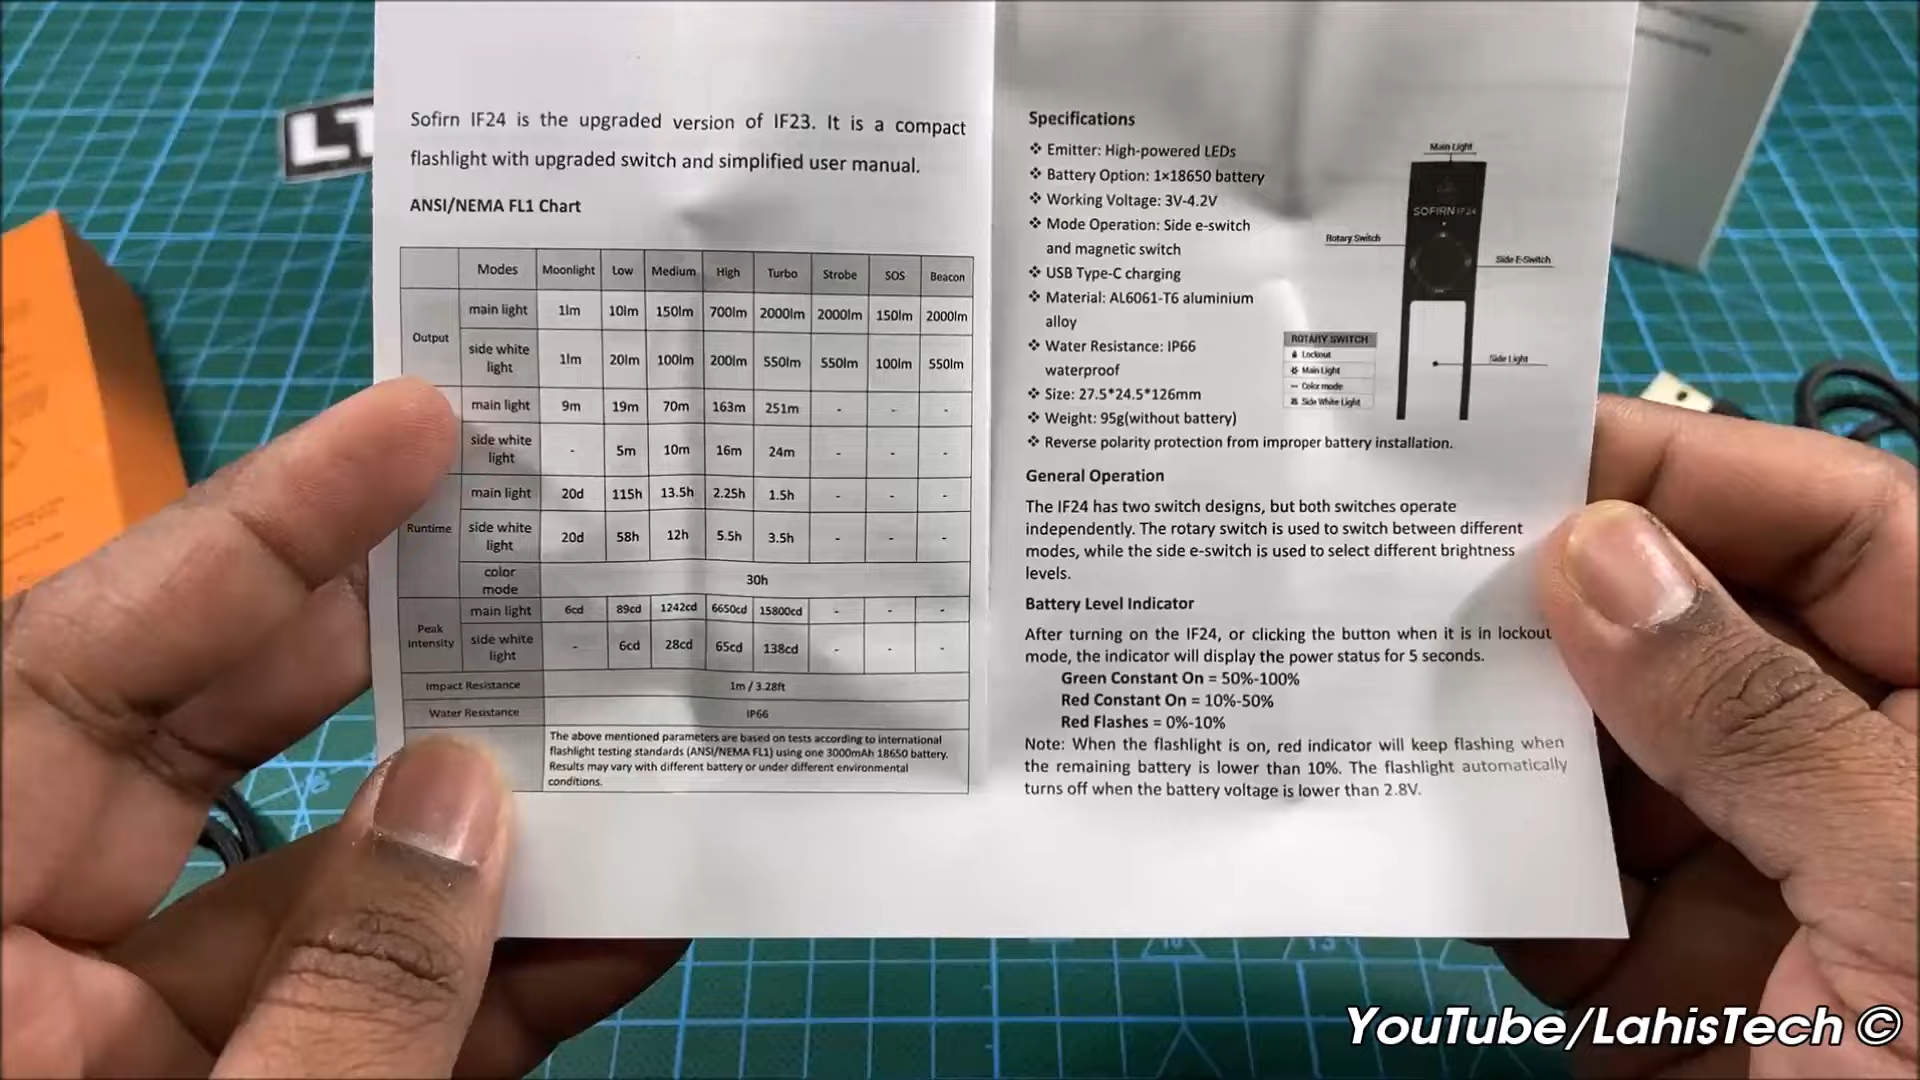 LT
Sofirn IF24 is the upgraded version of IF23. It is a compact
flashlight with upgraded switch and simplified user manual.
ANSI/NEMA FL1 Chart
Modes Moonlight Low Medium High Turbo Strobe SOS Beacon
Output
main light 1lm 10lm 150lm 700lm 2000lm 2000lm 150lm 2000lm
side white light 1lm 20lm 100lm 200lm 550lm 550lm 100lm 550lm
main light 9m 19m 70m 163m 251m - - -
side white light - 5m 10m 16m 24m - - -
Runtime
main light 20d 115h 13.5h 2.25h 1.5h - - -
side white light 20d 58h 12h 5.5h 3.5h - - -
color mode 30h
Peak Intensity
main light 6cd 89cd 1242cd 6650cd 15800cd - - -
side white light - 6cd 28cd 65cd 138cd - - -
Impact Resistance 1m / 3.28ft
Water Resistance IP66
The above mentioned parameters are based on tests according to international
flashlight testing standards (ANSI/NEMA FL1) using one 3000mAh 18650 battery.
Results may vary with different battery or under different environmental
conditions.
Specifications
❖ Emitter: High-powered LEDs
❖ Battery Option: 1×18650 battery
❖ Working Voltage: 3V-4.2V
❖ Mode Operation: Side e-switch
and magnetic switch
❖ USB Type-C charging
❖ Material: AL6061-T6 aluminium
alloy
❖ Water Resistance: IP66
waterproof
❖ Size: 27.5*24.5*126mm
❖ Weight: 95g(without battery)
❖ Reverse polarity protection from improper battery installation.
Main Light
SOFIRN IF24
Rotary Switch
Side E-Switch
Side Light
ROTARY SWITCH
Lockout
Main Light
Color mode
Side White Light
General Operation
The IF24 has two switch designs, but both switches operate
independently. The rotary switch is used to switch between different
modes, while the side e-switch is used to select different brightness
levels.
Battery Level Indicator
After turning on the IF24, or clicking the button when it is in lockout
mode, the indicator will display the power status for 5 seconds.
Green Constant On = 50%-100%
Red Constant On = 10%-50%
Red Flashes = 0%-10%
Note: When the flashlight is on, red indicator will keep flashing when
the remaining battery is lower than 10%. The flashlight automatically
turns off when the battery voltage is lower than 2.8V.
YouTube/LahisTech ©